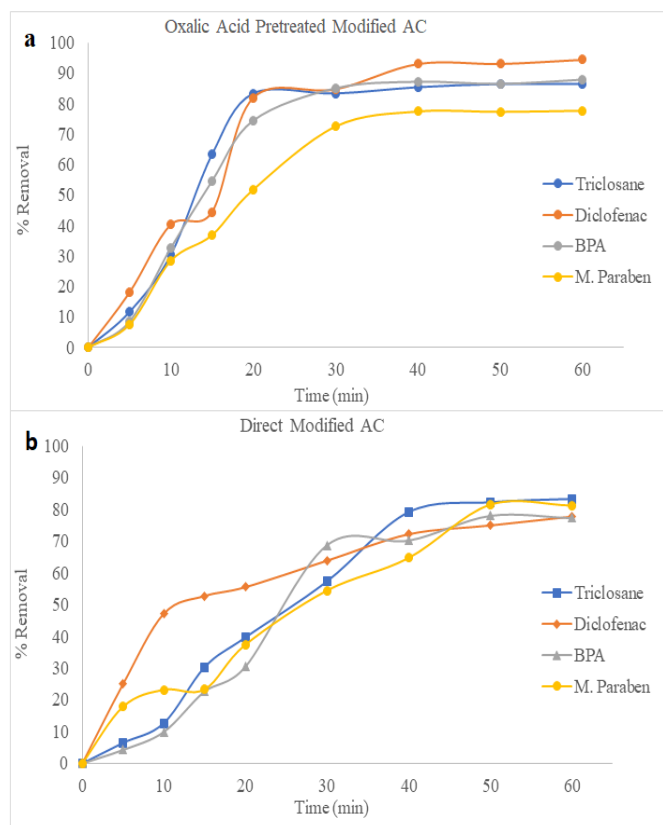 a
Oxalic Acid Pretreated Modified AC
100
90
80
70
60
50
40
30
20
10
0
% Removal
0 10 20 30 40 50 60
Time (min)
Triclosane
Diclofenac
BPA
M. Paraben
b
Direct Modified AC
100
90
80
70
60
50
40
30
20
10
0
% Removal
0 10 20 30 40 50 60
Time (min)
Triclosane
Diclofenac
BPA
M. Paraben